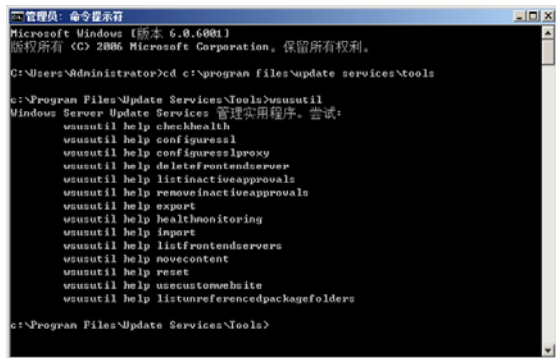 管理员: 命令提示符
Microsoft Windows [版本 6.0.6001]
版权所有 (C) 2006 Microsoft Corporation。保留所有权利。
C:\Users\Administrator>cd c:\program files\update services\tools
c:\Program Files\Update Services\Tools>wsusutil
Windows Server Update Services 管理实用程序。尝试:
wsusutil help checkhealth
wsusutil help configuressl
wsusutil help configuresslproxy
wsusutil help deletefrontendserver
wsusutil help listinactiveapprovals
wsusutil help removeinactiveapprovals
wsusutil help export
wsusutil help healthmonitoring
wsusutil help import
wsusutil help listfrontendservers
wsusutil help movecontent
wsusutil help reset
wsusutil help usecustomwebsite
wsusutil help listunreferencedpackagefolders
c:\Program Files\Update Services\Tools>